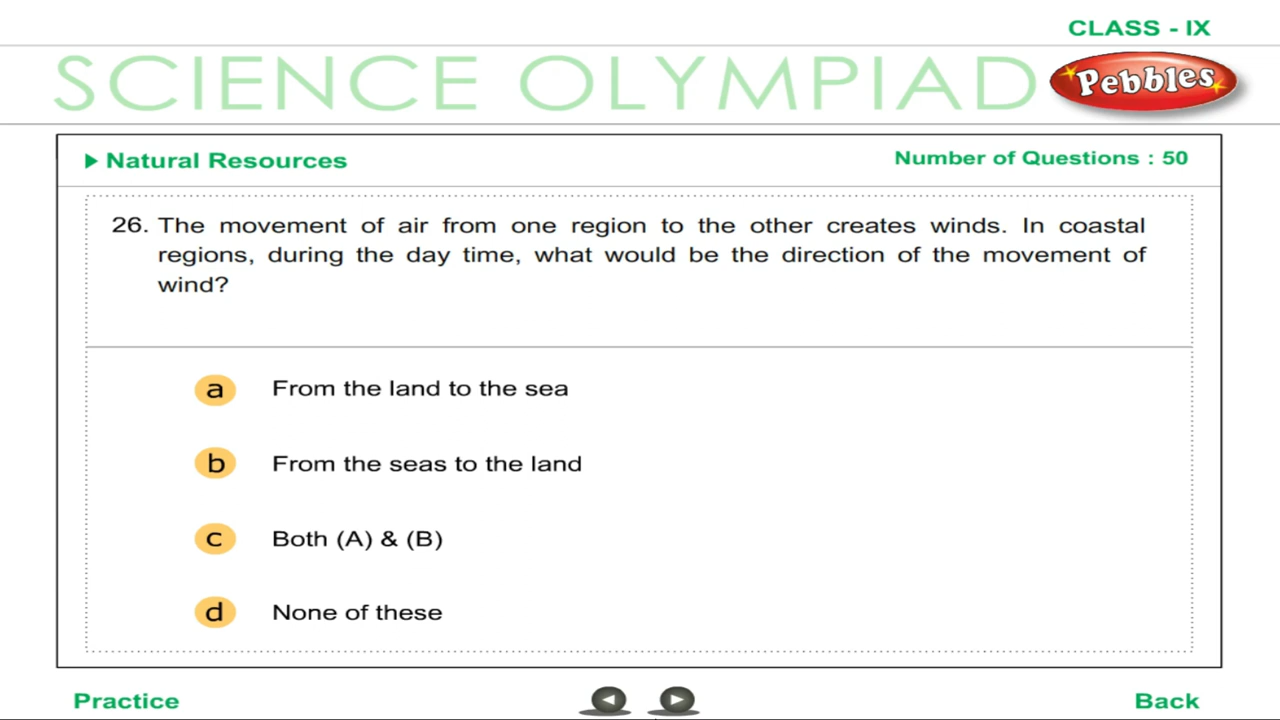 CLASS - IX
SCIENCE OLYMPIAD
Pebbles
Natural Resources
Number of Questions : 50
26. The movement of air from one region to the other creates winds. In coastal
regions, during the day time, what would be the direction of the movement of
wind?
a From the land to the sea
b From the seas to the land
c Both (A) & (B)
d None of these
Practice
Back